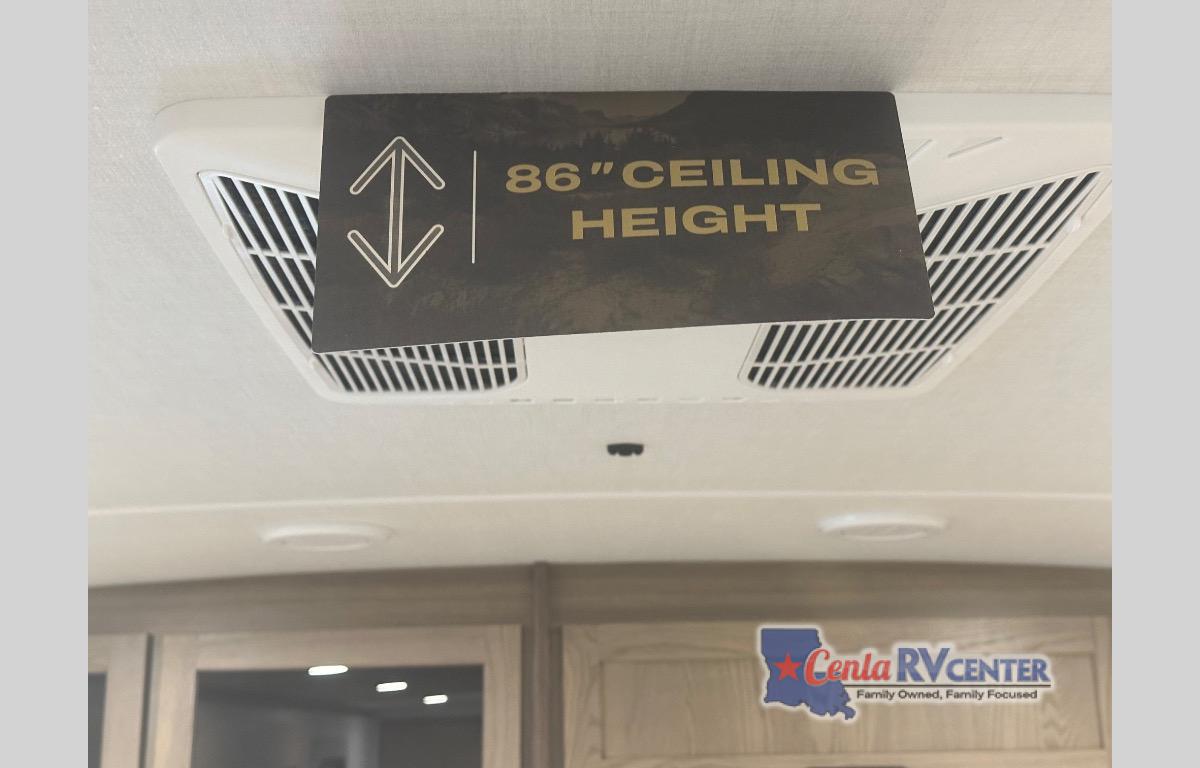 86" CEILING
HEIGHT
Cenla RV CENTER
Family Owned, Family Focused